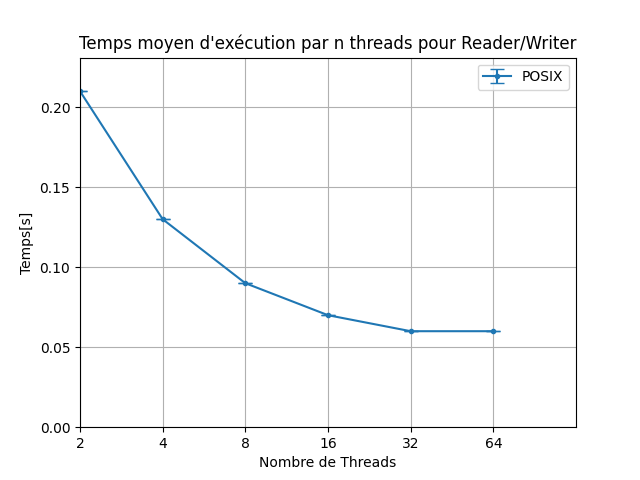 Temps moyen d'exécution par n threads pour Reader/Writer
POSIX
Temps[s]
0.20
0.15
0.10
0.05
0.00
2 4 8 16 32 64
Nombre de Threads